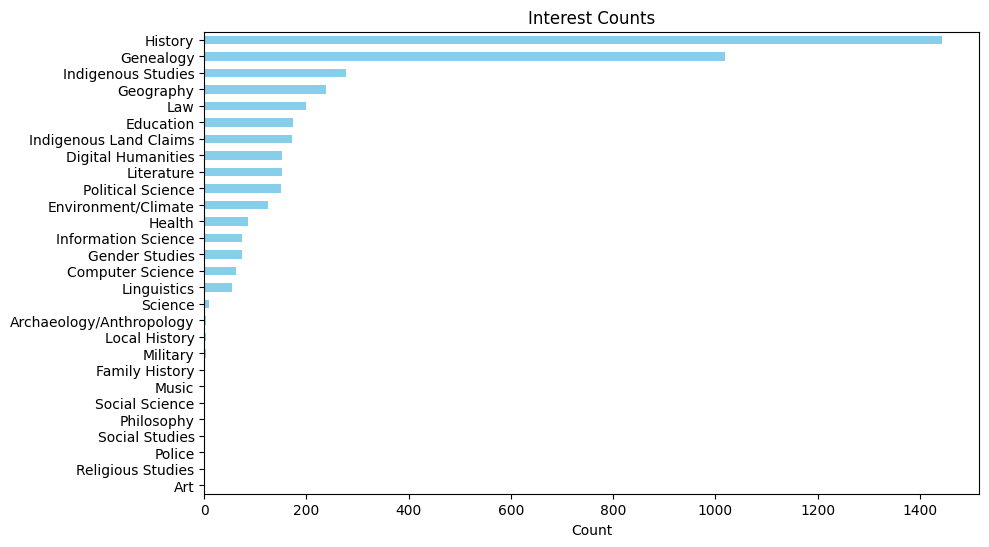 Interest Counts
History
Genealogy
Indigenous Studies
Geography
Law
Education
Indigenous Land Claims
Digital Humanities
Literature
Political Science
Environment/Climate
Health
Information Science
Gender Studies
Computer Science
Linguistics
Science
Archaeology/Anthropology
Local History
Military
Family History
Music
Social Science
Philosophy
Social Studies
Police
Religious Studies
Art
0 200 400 600 800 1000 1200 1400
Count